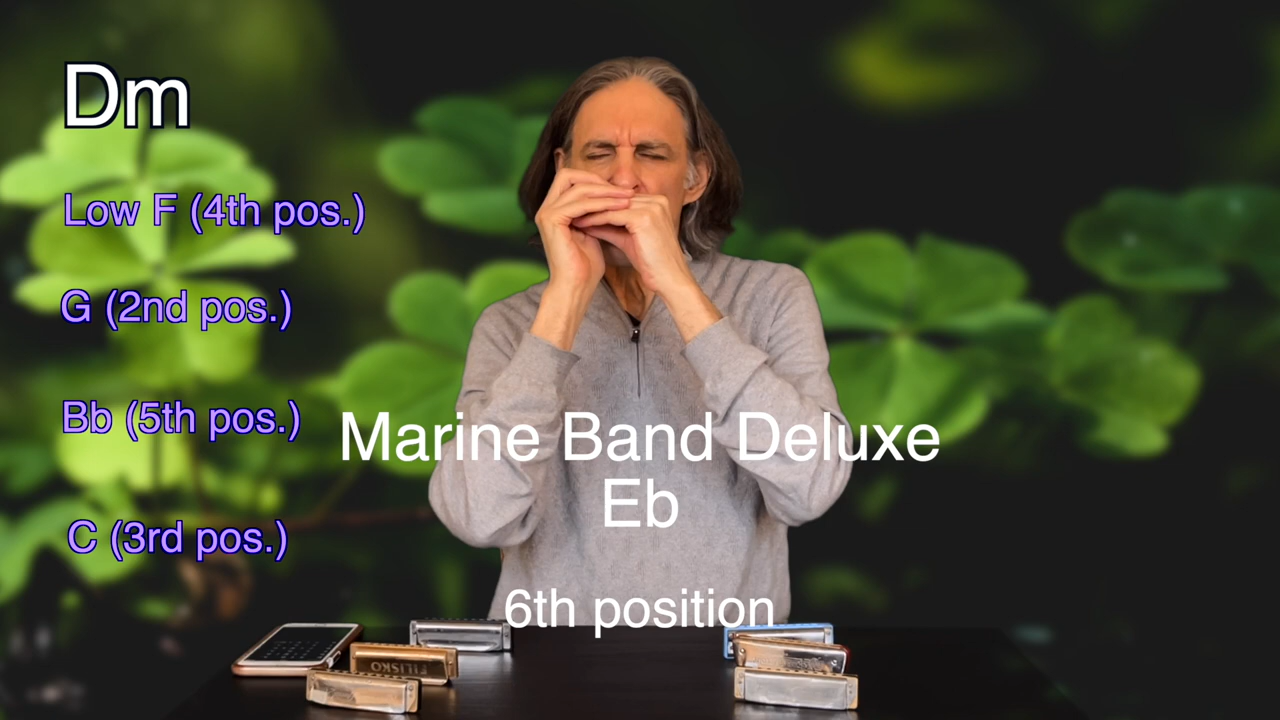 Dm
Low F (4th pos.)
G (2nd pos.)
Bb (5th pos.)
C (3rd pos.)
Marine Band Deluxe
Eb
6th position
FILISKO